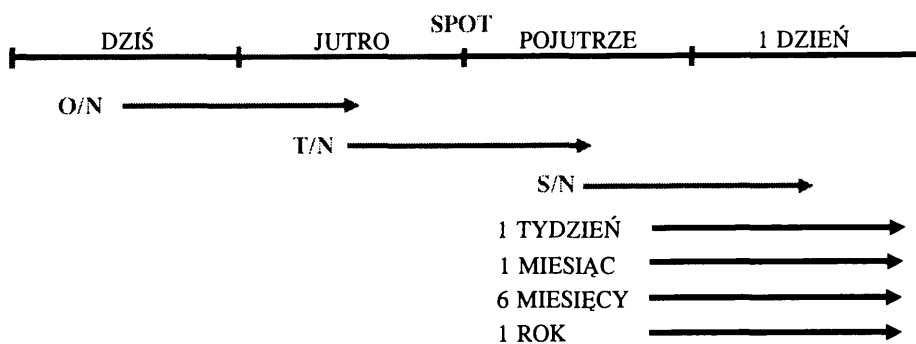 SPOT
DZIŚ JUTRO POJUTRZE 1 DZIEŃ
O/N
T/N
S/N
1 TYDZIEŃ
1 MIESIĄC
6 MIESIĘCY
1 ROK